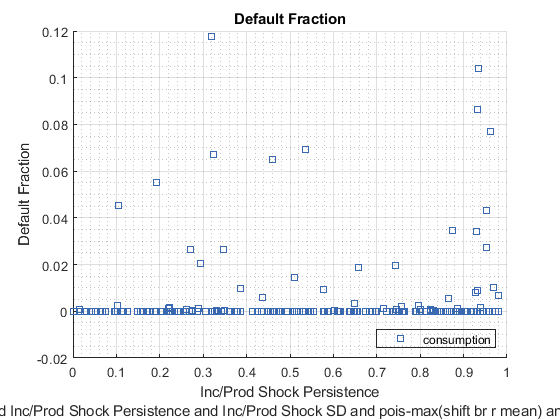 Default Fraction
0.12
0.1
0.08
0.06
0.04
0.02
0
-0.02
Default Fraction
consumption
0 0.1 0.2 0.3 0.4 0.5 0.6 0.7 0.8 0.9 1
Inc/Prod Shock Persistence
Inc/Prod Shock Persistence and Inc/Prod Shock SD and pois-max(shift br r mean)